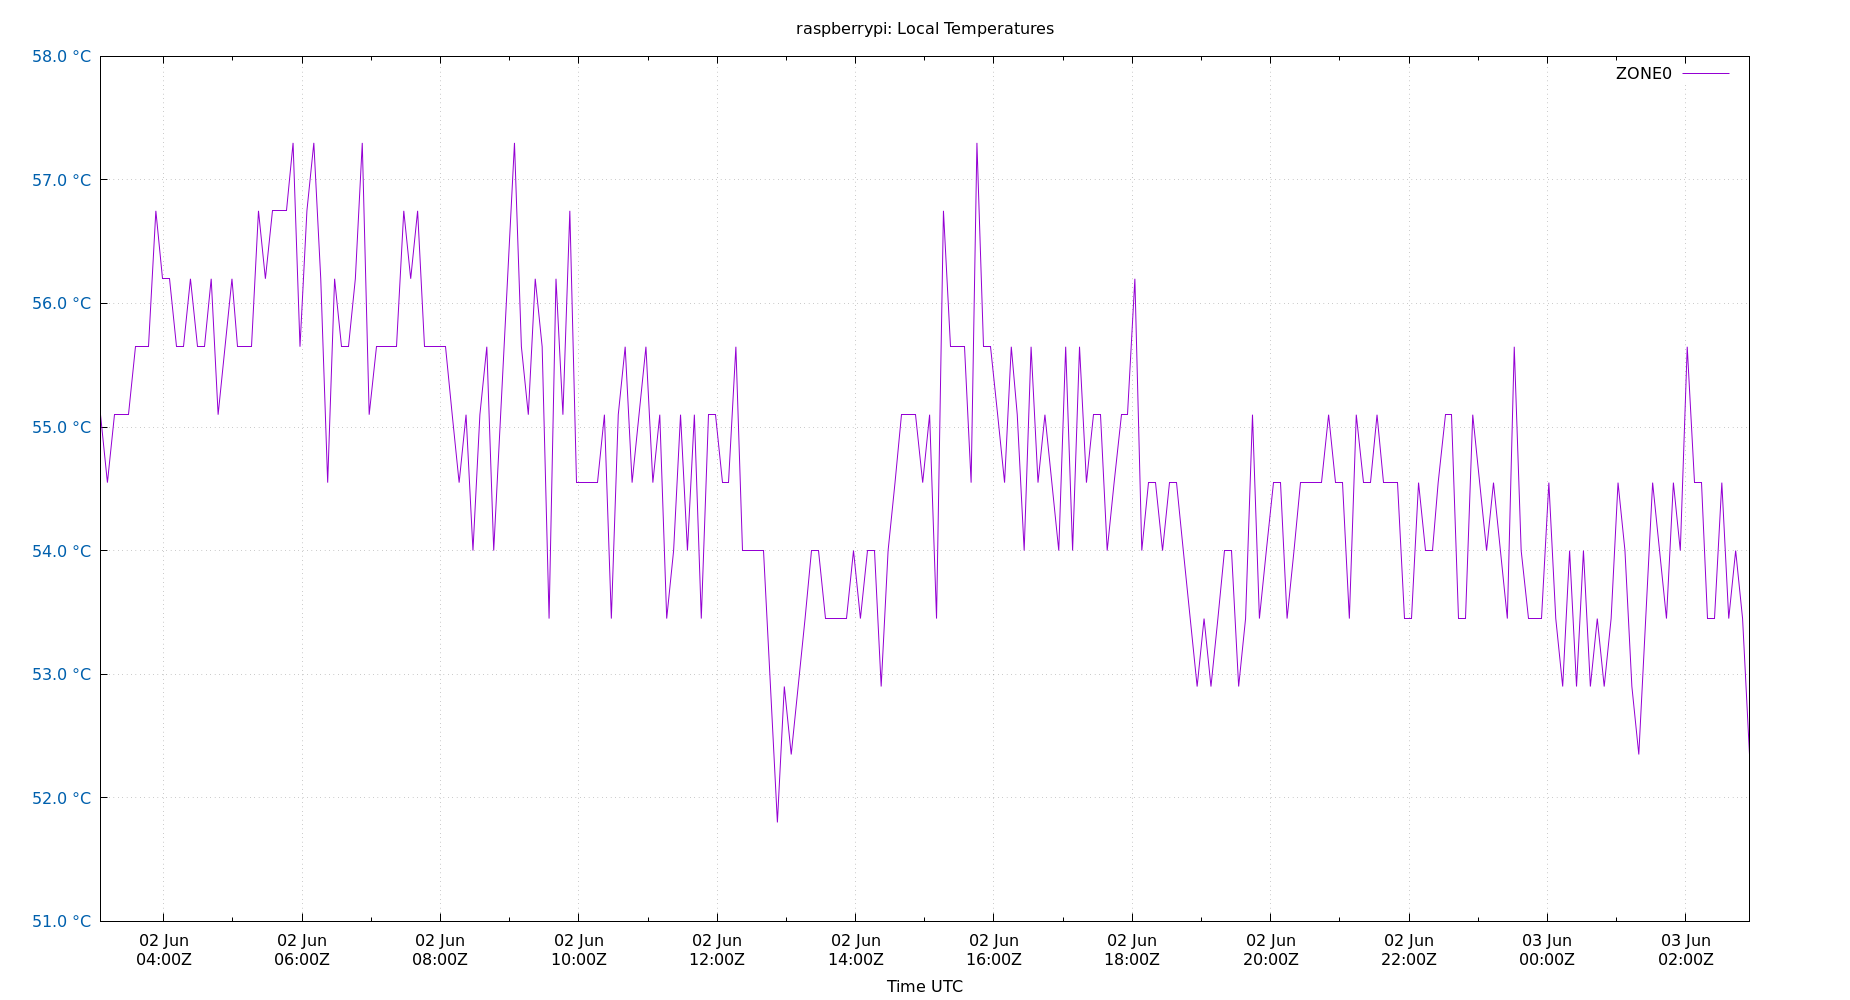 raspberrypi: Local Temperatures
58.0 °C
ZONE0
57.0 °C
56.0 °C
55.0 °C
54.0 °C
53.0 °C
52.0 °C
51.0 °C
02 Jun 02 Jun 02 Jun 02 Jun 02 Jun 02 Jun 02 Jun 02 Jun 02 Jun 02 Jun 03 Jun 03 Jun
04:00Z 06:00Z 08:00Z 10:00Z 12:00Z 14:00Z 16:00Z 18:00Z 20:00Z 22:00Z 00:00Z 02:00Z
Time UTC